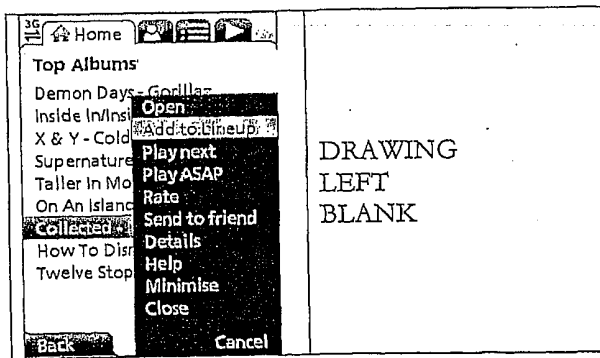 3G Home
Top Albums
Demon Days - Gorillaz
Inside In/Insi
X & Y - Cold
Supernature
Taller In Mo
On An Island
Collected -
How To Dis
Twelve Stop
Open
Add to Lineup
Play next
Play ASAP
Rate
Send to friend
Details
Help
Minimise
Close
Back
Cancel
DRAWING
LEFT
BLANK